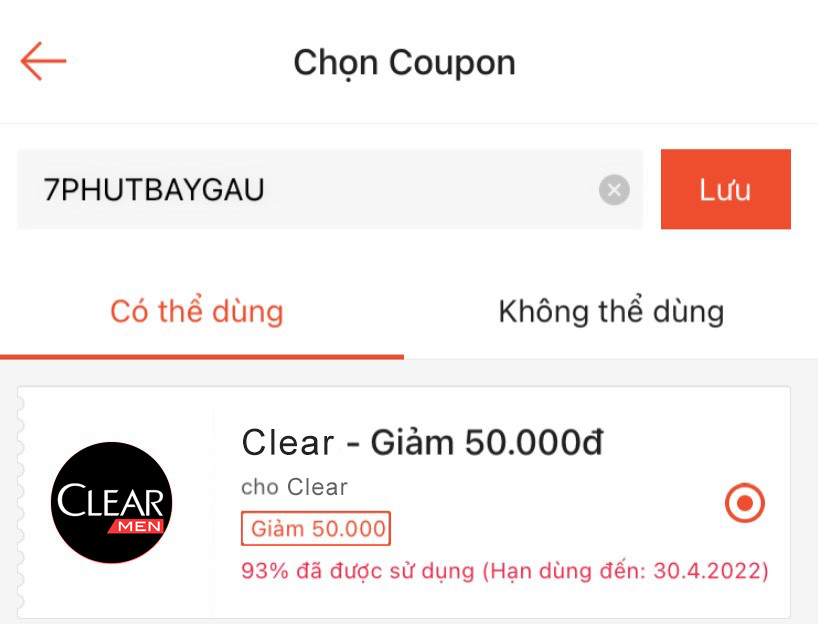 Chọn Coupon
7PHUTBAYGAU
Lưu
Có thể dùng
Không thể dùng
CLEAR
MEN
Clear - Giảm 50.000đ
cho Clear
Giảm 50.000
93% đã được sử dụng (Hạn dùng đến: 30.4.2022)